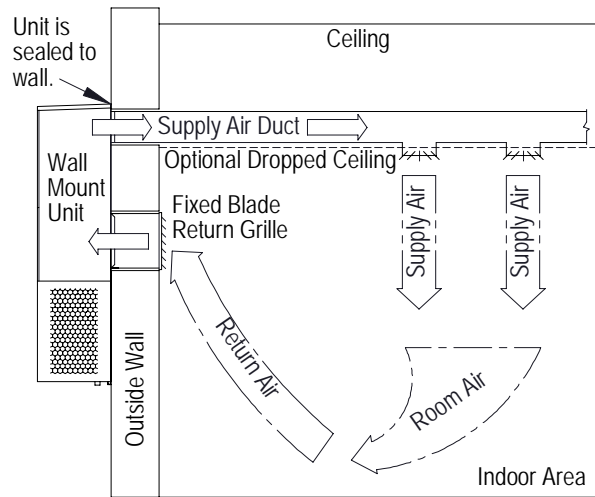 Unit is
sealed to
wall.
Ceiling
Supply Air Duct
Optional Dropped Ceiling
Wall
Mount
Unit
Fixed Blade
Return Grille
Supply Air
Supply Air
Return Air
Room Air
Outside Wall
Indoor Area